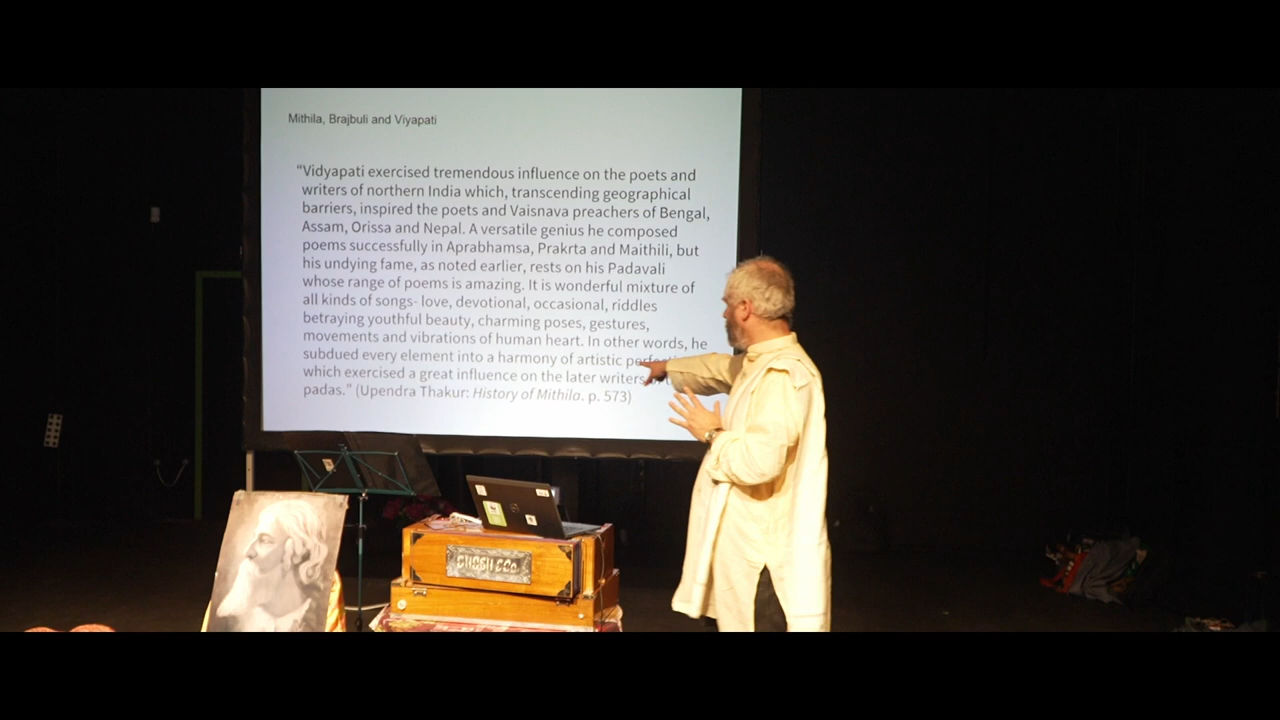 Mithila, Brajbuli and Viyapati
“Vidyapati exercised tremendous influence on the poets and
writers of northern India which, transcending geographical
barriers, inspired the poets and Vaisnava preachers of Bengal,
Assam, Orissa and Nepal. A versatile genius he composed
poems successfully in Aprabhamsa, Prakrta and Maithili, but
his undying fame, as noted earlier, rests on his Padavali
whose range of poems is amazing. It is wonderful mixture of
all kinds of songs- love, devotional, occasional, riddles
betraying youthful beauty, charming poses, gestures,
movements and vibrations of human heart. In other words, he
subdued every element into a harmony of artistic
which exercised a great influence on the later writers
padas.” (Upendra Thakur: History of Mithila. p. 573)